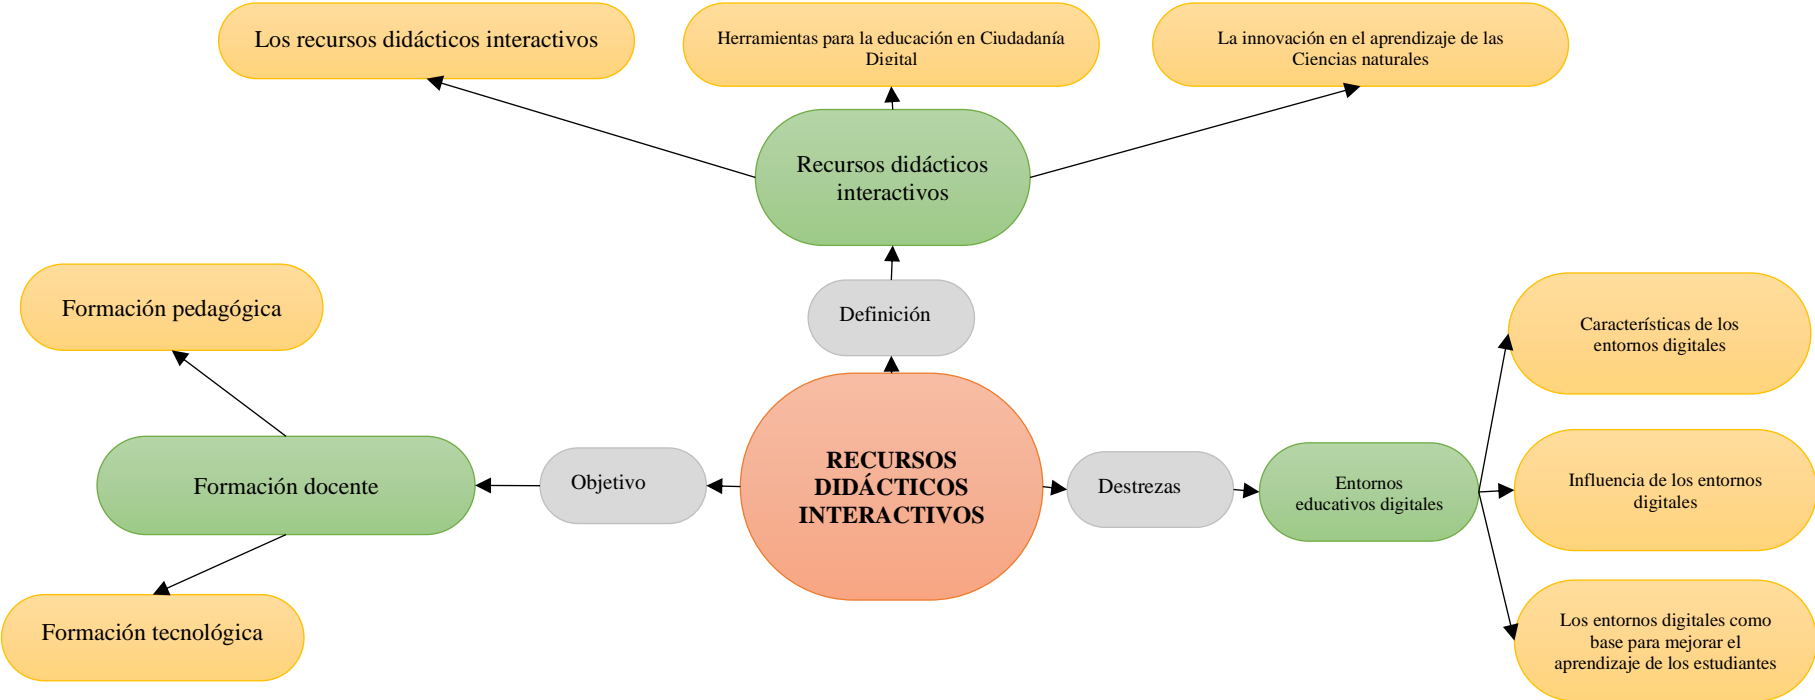 Los recursos didácticos interactivos
Herramientas para la educación en Ciudadanía
Digital
La innovación en el aprendizaje de las
Ciencias naturales
Recursos didácticos
interactivos
Definición
Formación pedagógica
Características de los
entornos digitales
RECURSOS
DIDÁCTICOS
INTERACTIVOS
Objetivo
Formación docente
Destrezas
Entornos
educativos digitales
Influencia de los entornos
digitales
Formación tecnológica
Los entornos digitales como
base para mejorar el
aprendizaje de los estudiantes